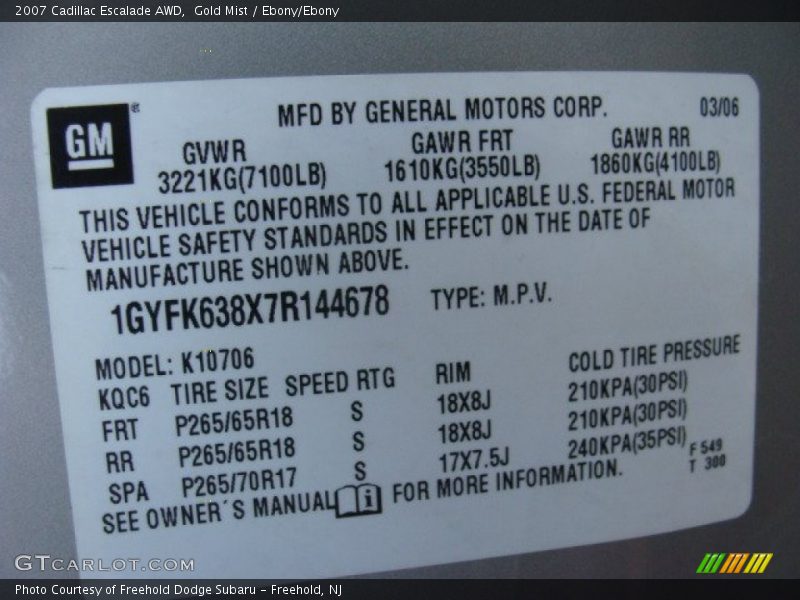 2007 Cadillac Escalade AWD, Gold Mist / Ebony/Ebony
GM ®
MFD BY GENERAL MOTORS CORP. 03/06
GVWR GAWR FRT GAWR RR
3221KG(7100LB) 1610KG(3550LB) 1860KG(4100LB)
THIS VEHICLE CONFORMS TO ALL APPLICABLE U.S. FEDERAL MOTOR
VEHICLE SAFETY STANDARDS IN EFFECT ON THE DATE OF
MANUFACTURE SHOWN ABOVE.
1GYFK638X7R144678 TYPE: M.P.V.
MODEL: K10706
KQC6 TIRE SIZE SPEED RTG RIM COLD TIRE PRESSURE
FRT P265/65R18 S 18X8J 210KPA(30PSI)
RR P265/65R18 S 18X8J 210KPA(30PSI)
SPA P265/70R17 S 17X7.5J 240KPA(35PSI) F 549
SEE OWNER´S MANUAL i FOR MORE INFORMATION. T 300
GTCARLOT.COM
Photo Courtesy of Freehold Dodge Subaru - Freehold, NJ